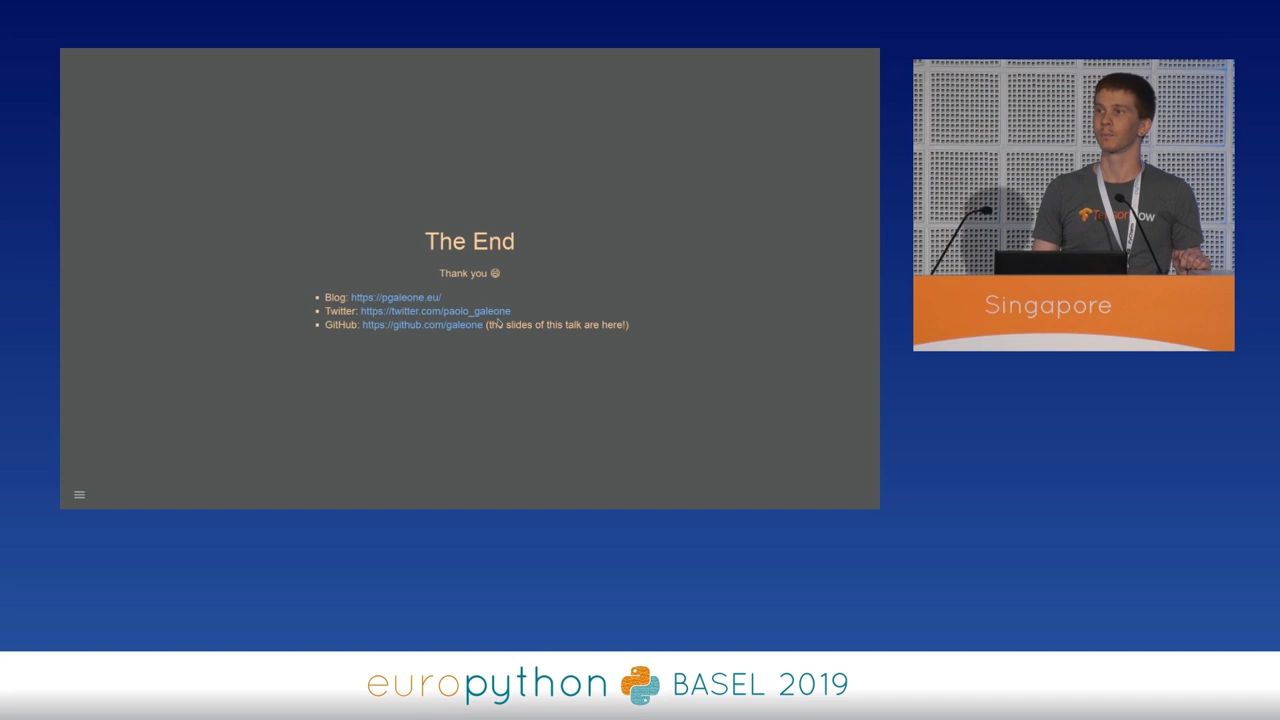 The End
Thank you 😄
Blog: https://pgaleone.eu/
Twitter: https://twitter.com/paolo_galeone
GitHub: https://github.com/galeone (the slides of this talk are here!)
TensorFlow
Singapore
europython BASEL 2019